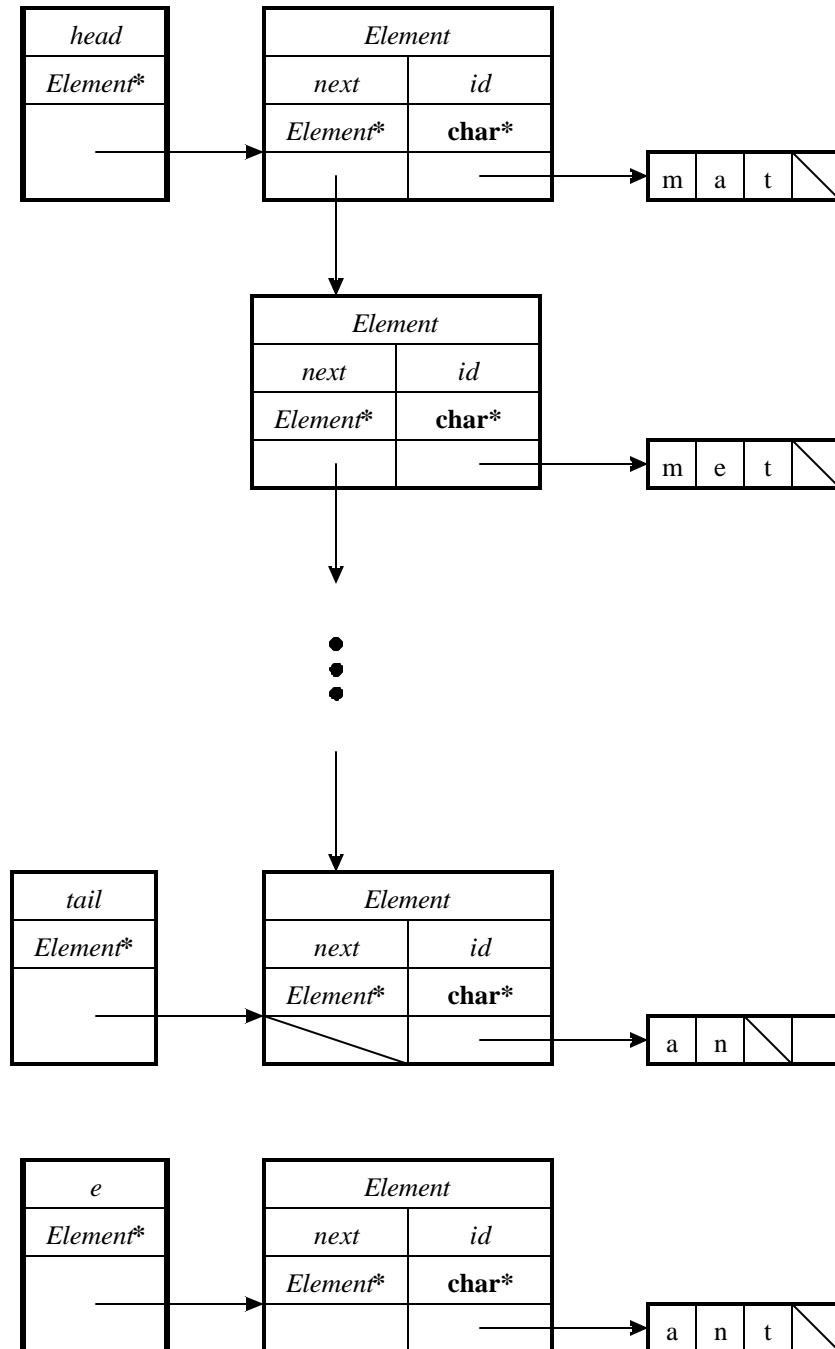 head Element
Element* next id
Element* char*
m a t
Element
next id
Element* char*
m e t
tail Element
Element* next id
Element* char*
a n
e Element
Element* next id
Element* char*
a n t